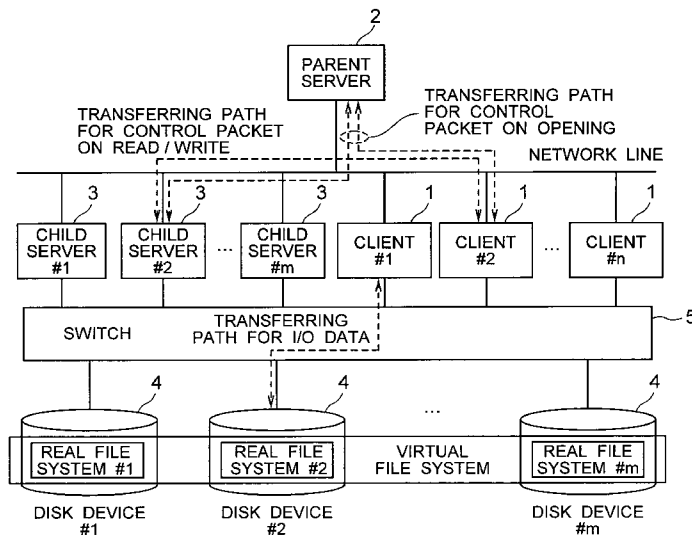 2
PARENT
SERVER
TRANSFERRING PATH
FOR CONTROL PACKET
ON READ / WRITE
TRANSFERRING PATH
FOR CONTROL
PACKET ON OPENING
NETWORK LINE
3
3
3
1
1
1
CHILD
SERVER
#1
CHILD
SERVER
#2
...
CHILD
SERVER
#m
CLIENT
#1
CLIENT
#2
...
CLIENT
#n
SWITCH
TRANSFERRING
PATH FOR I/O DATA
5
4
4
...
4
REAL FILE
SYSTEM #1
REAL FILE
SYSTEM #2
VIRTUAL
FILE SYSTEM
REAL FILE
SYSTEM #m
DISK DEVICE
#1
DISK DEVICE
#2
DISK DEVICE
#m